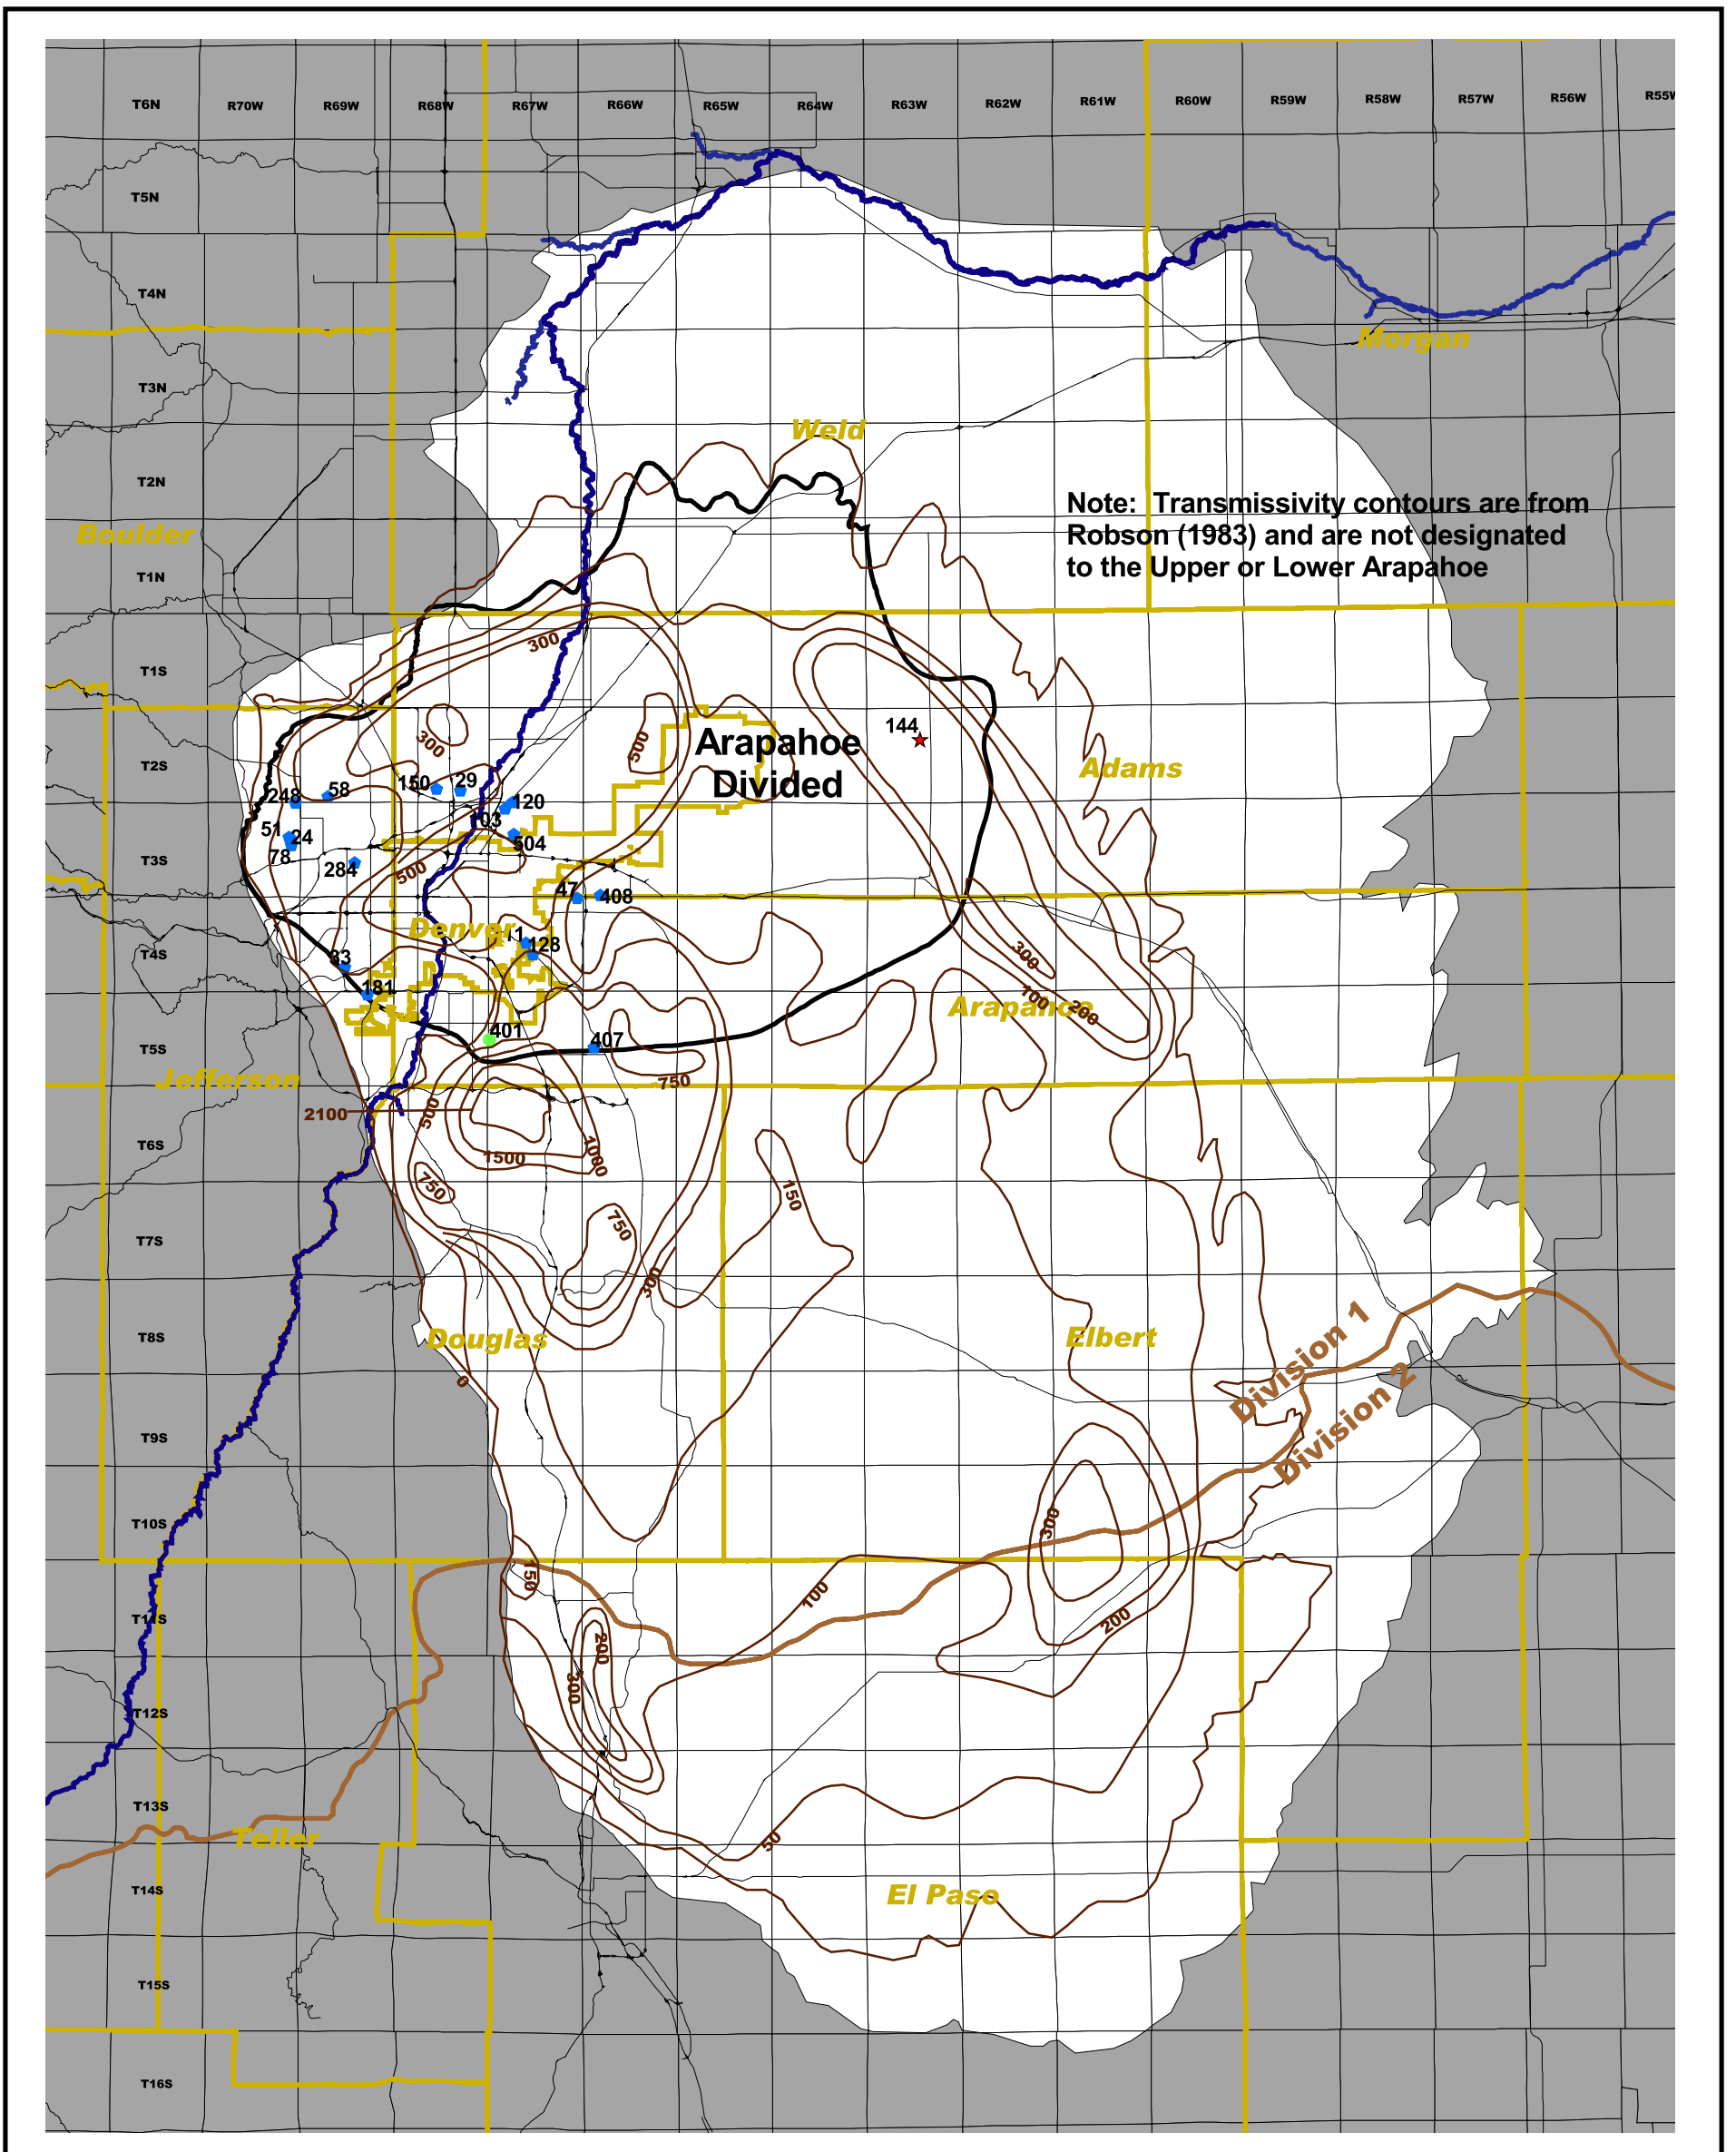 T6N R70W R69W R68W R67W R66W R65W R64W R63W R62W R61W R60W R59W R58W R57W R56W
T5N
T4N
Morgan
T3N
Weld
T2N
Note: Transmissivity contours are from
Robson (1983) and are not designated
to the Upper or Lower Arapahoe
Boulder
T1N
300
T1S
144
300
500
Arapahoe
Divided
T2S
Adams
150 29
248 58
120
103
51 24
504
78
T3S
284
500
47 408
Denver
128
T4S
33
300
181
100 200
Arapahoe
401
407
T5S
Jefferson
750
2100
500
T6S
1500
1000
750
150
750
T7S
300
T8S
Douglas
Elbert
Division 1
Division 2
0
T9S
T10S
300
150
100
T11S
200
200
300
T12S
T13S
Teller
50
T14S
El Paso
T15S
T16S